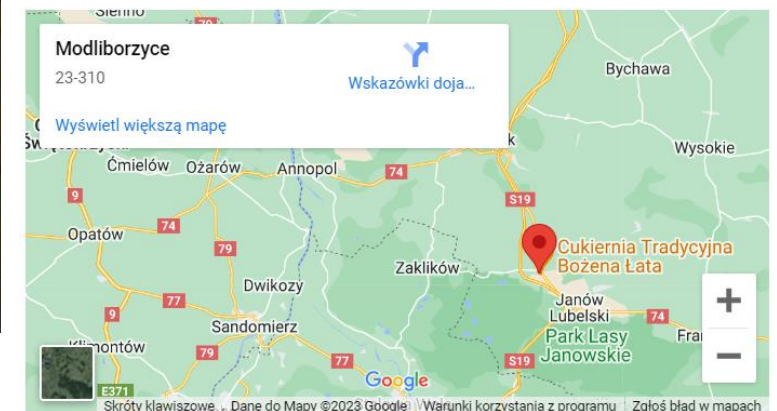 Sienno
Modliborzyce
23-310
Wskazówki doja...
Wyświetl większą mapę
Bychawa
Wysokie
Ćmielów
Ożarów
Annopol
74
9
S19
Opatów
74
79
Cukiernia Tradycyjna
Bożena Łata
Zaklików
Dwikozy
Janów
Lubelski
77
9
74
Sandomierz
Park Lasy
Janowskie
Fra
Klimontów
79
77
S19
Google
E371
Skróty klawiszowe
Dane do Mapy ©2023 Google
Warunki korzystania z programu
Zgłoś błąd w mapach